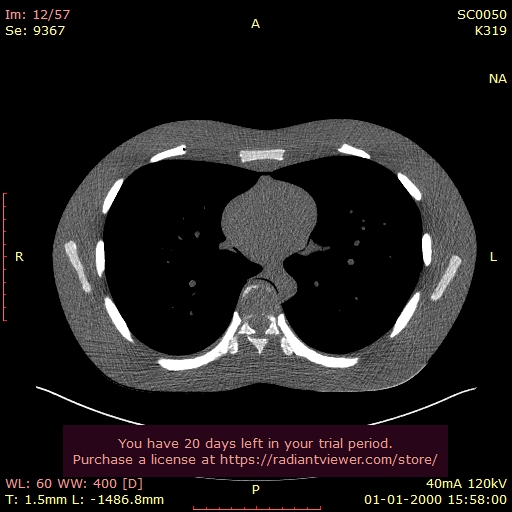 Im: 12/57
Se: 9367
A
SC0050
K319
NA
R
L
You have 20 days left in your trial period.
Purchase a license at https://radiantviewer.com/store/
WL: 60 WW: 400 [D]
T: 1.5mm L: -1486.8mm
P
40mA 120kV
01-01-2000 15:58:00